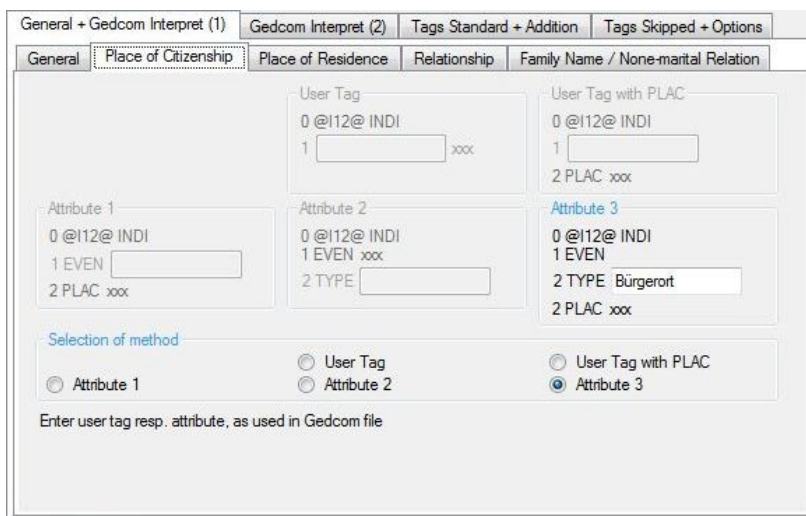 General + Gedcom Interpret (1) Gedcom Interpret (2) Tags Standard + Addition Tags Skipped + Options
General Place of Citizenship Place of Residence Relationship Family Name / None-marital Relation
User Tag
0 @I12@ INDI
1 xxx
User Tag with PLAC
0 @I12@ INDI
1
2 PLAC xxx
Attribute 1
0 @I12@ INDI
1 EVEN
2 PLAC xxx
Attribute 2
0 @I12@ INDI
1 EVEN xxx
2 TYPE
Attribute 3
0 @I12@ INDI
1 EVEN
2 TYPE Bürgerort
2 PLAC xxx
Selection of method
User Tag User Tag with PLAC
Attribute 1 Attribute 2 Attribute 3
Enter user tag resp. attribute, as used in Gedcom file